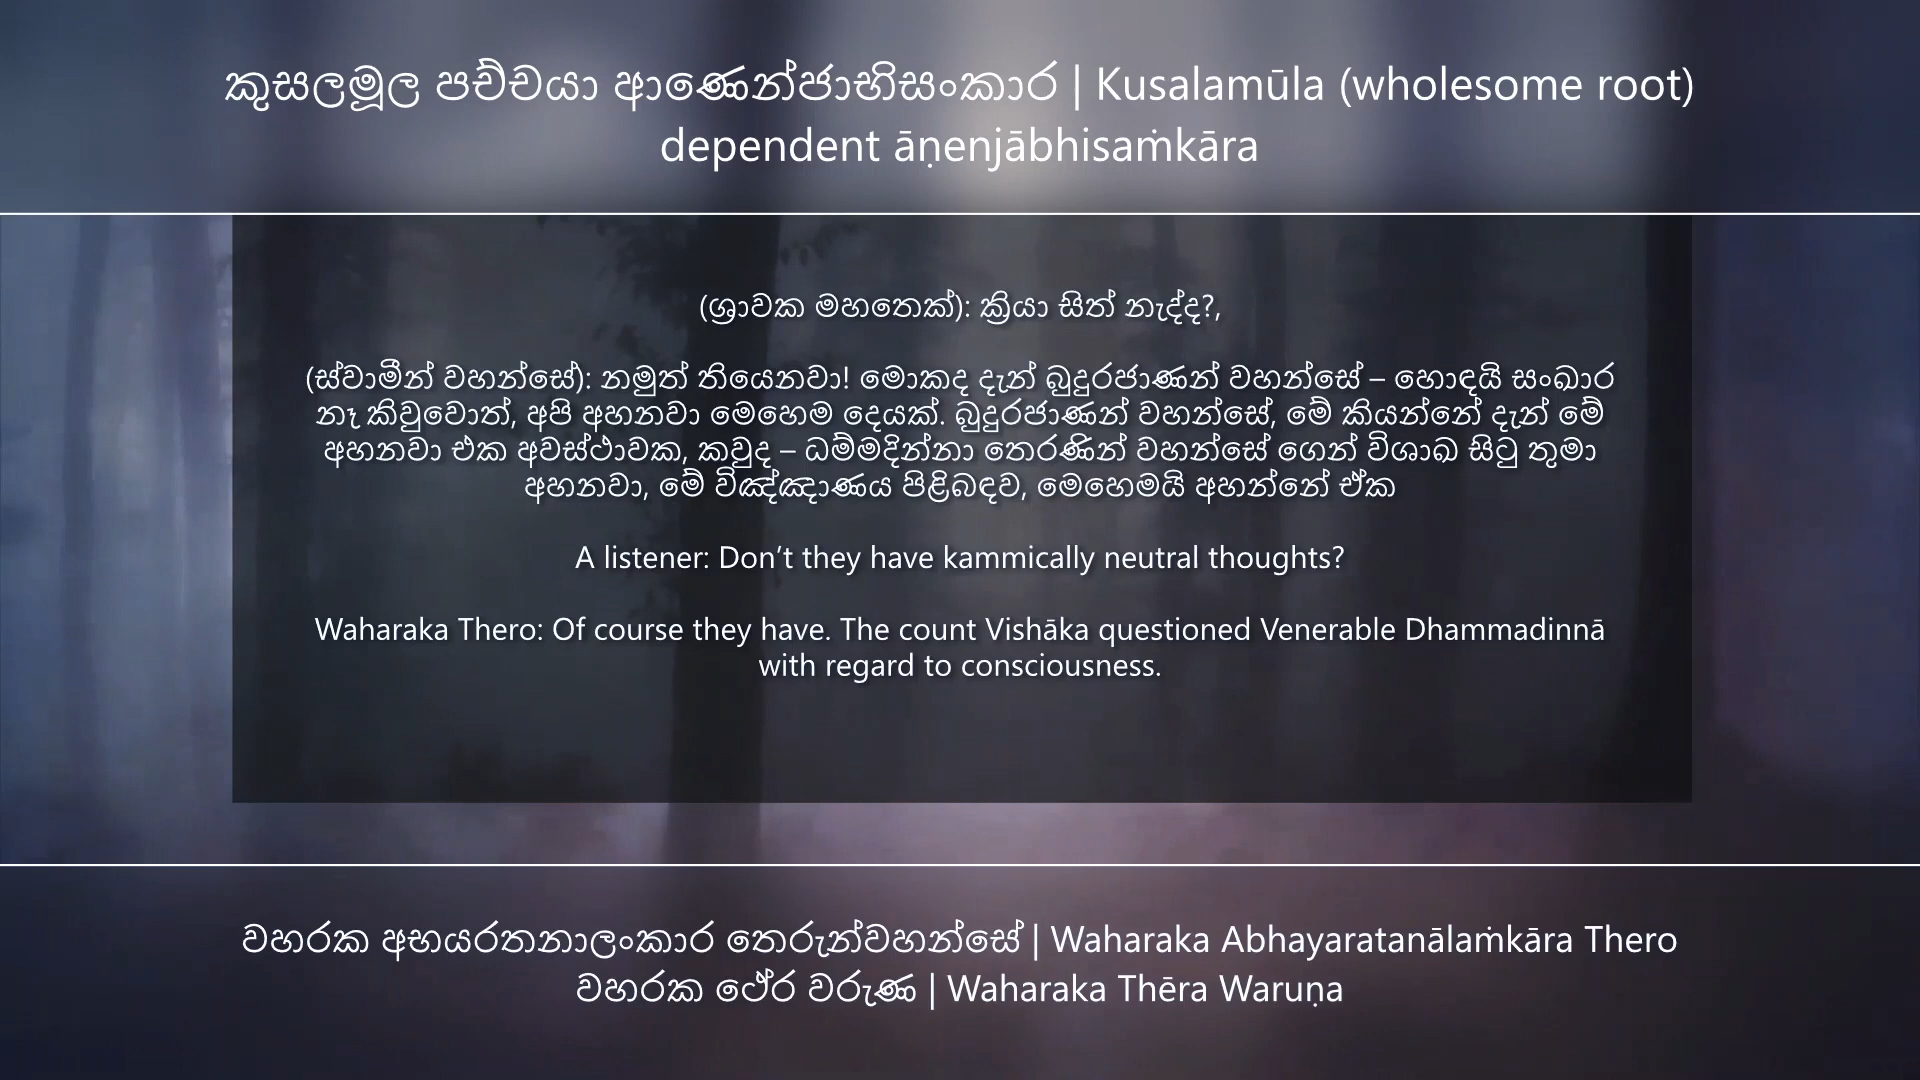 කුසලමූල පච්චයා ආණෙන්ජාභිසංකාර | Kusalamūla (wholesome root)
dependent āṇenjābhisaṁkāra
(ශ්‍රාවක මහතෙක්): ක්‍රියා සිත් නැද්ද?,
(ස්වාමීන් වහන්සේ): නමුත් තියෙනවා! මොකද දැන් බුදුරජාණන් වහන්සේ – හොඳයි සංඛාර
නෑ කිව්වොත්, අපි අහනවා මෙහෙම දෙයක්. බුදුරජාණන් වහන්සේ, මේ කියන්නේ දැන් මේ
අහනවා එක අවස්ථාවක, කවුද – ධම්මදින්නා තෙරණින් වහන්සේ ගෙන් විශාඛ සිටු තුමා
අහනවා, මේ විඤ්ඤාණය පිළිබඳව, මෙහෙමයි අහන්නේ ඒක
A listener: Don’t they have kammically neutral thoughts?
Waharaka Thero: Of course they have. The count Vishāka questioned Venerable Dhammadinnā
with regard to consciousness.
වහරක අභයරතනාලංකාර තෙරුන්වහන්සේ | Waharaka Abhayaratanālaṁkāra Thero
වහරක ථේර වරුණ | Waharaka Thēra Waruṇa